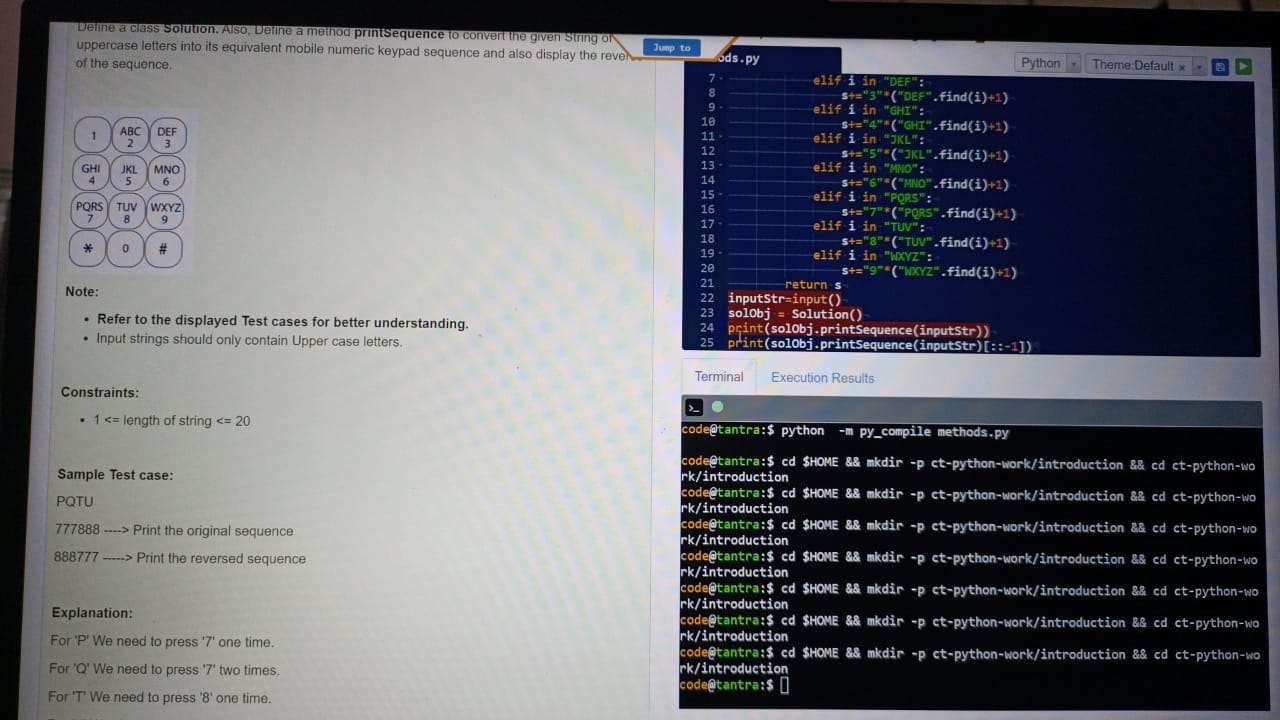 Define a class Solution. Also, Define a method printSequence to convert the given String of
uppercase letters into its equivalent mobile numeric keypad sequence and also display the
of the sequence.
1
ABC
2
DEF
3
GHI
4
JKL
5
MNO
6
PQRS
7
TUV
8
WXYZ
9
*
0
#
Note:
• Refer to the displayed Test cases for better understanding.
• Input strings should only contain Upper case letters.
Constraints:
• 1 <= length of string <= 20
Sample Test case:
PQTU
777888 ----> Print the original sequence
888777 -----> Print the reversed sequence
Explanation:
For 'P' We need to press '7' one time.
For 'Q' We need to press '7' two times.
For 'T' We need to press '8' one time.
Jump to
ods.py
Python
Theme:Default ×
7 elif i in "DEF":
8 s+="3"*("DEF".find(i)+1)
9 elif i in "GHI":
10 s+="4"*("GHI".find(i)+1)
11 elif i in "JKL":
12 s+="5"*("JKL".find(i)+1)
13 elif i in "MNO":
14 s+="6"*("MNO".find(i)+1)
15 elif i in "PQRS":
16 s+="7"*("PQRS".find(i)+1)
17 elif i in "TUV":
18 s+="8"*("TUV".find(i)+1)
19 elif i in "WXYZ":
20 s+="9"*("WXYZ".find(i)+1)
21 return s
22 inputStr=input()
23 solObj = Solution()
24 print(solObj.printSequence(inputStr))
25 print(solObj.printSequence(inputStr)[::-1])
Terminal
Execution Results
>_
code@tantra:$ python -m py_compile methods.py
code@tantra:$ cd $HOME && mkdir -p ct-python-work/introduction && cd ct-python-wo
rk/introduction
code@tantra:$ cd $HOME && mkdir -p ct-python-work/introduction && cd ct-python-wo
rk/introduction
code@tantra:$ cd $HOME && mkdir -p ct-python-work/introduction && cd ct-python-wo
rk/introduction
code@tantra:$ cd $HOME && mkdir -p ct-python-work/introduction && cd ct-python-wo
rk/introduction
code@tantra:$ cd $HOME && mkdir -p ct-python-work/introduction && cd ct-python-wo
rk/introduction
code@tantra:$ cd $HOME && mkdir -p ct-python-work/introduction && cd ct-python-wo
rk/introduction
code@tantra:$ cd $HOME && mkdir -p ct-python-work/introduction && cd ct-python-wo
rk/introduction
code@tantra:$